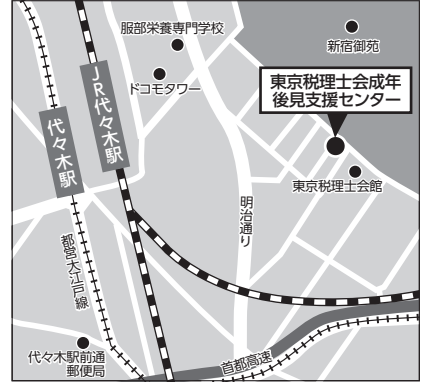 服部栄養専門学校
新宿御苑
ドコモタワー
東京税理士会成年
後見支援センター
JR代々木駅
代々木駅
東京税理士会館
明治通り
都営大江戸線
代々木駅前通
郵便局
首都高速